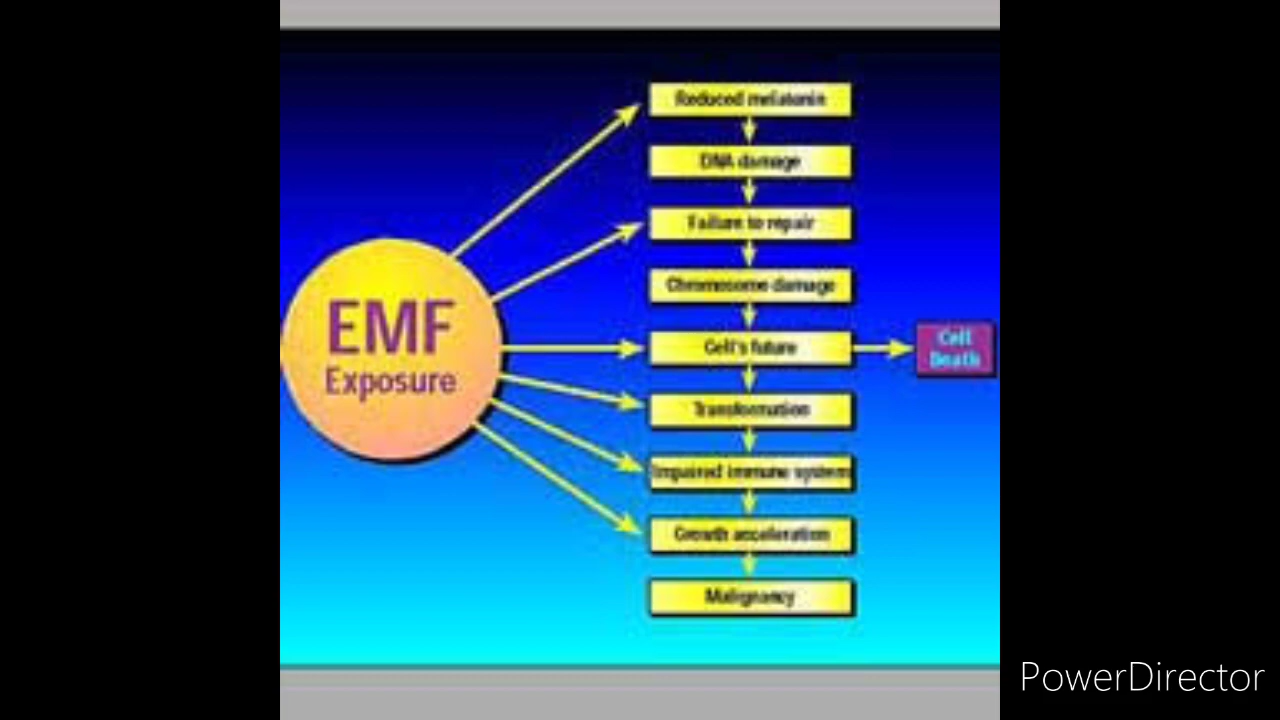 Reduced melatonin
DNA damage
Failure to repair
Chromosome damage
EMF
Exposure
Cell's future
Cell
Death
Transformation
Impaired immune system
Growth acceleration
Malignancy
PowerDirector